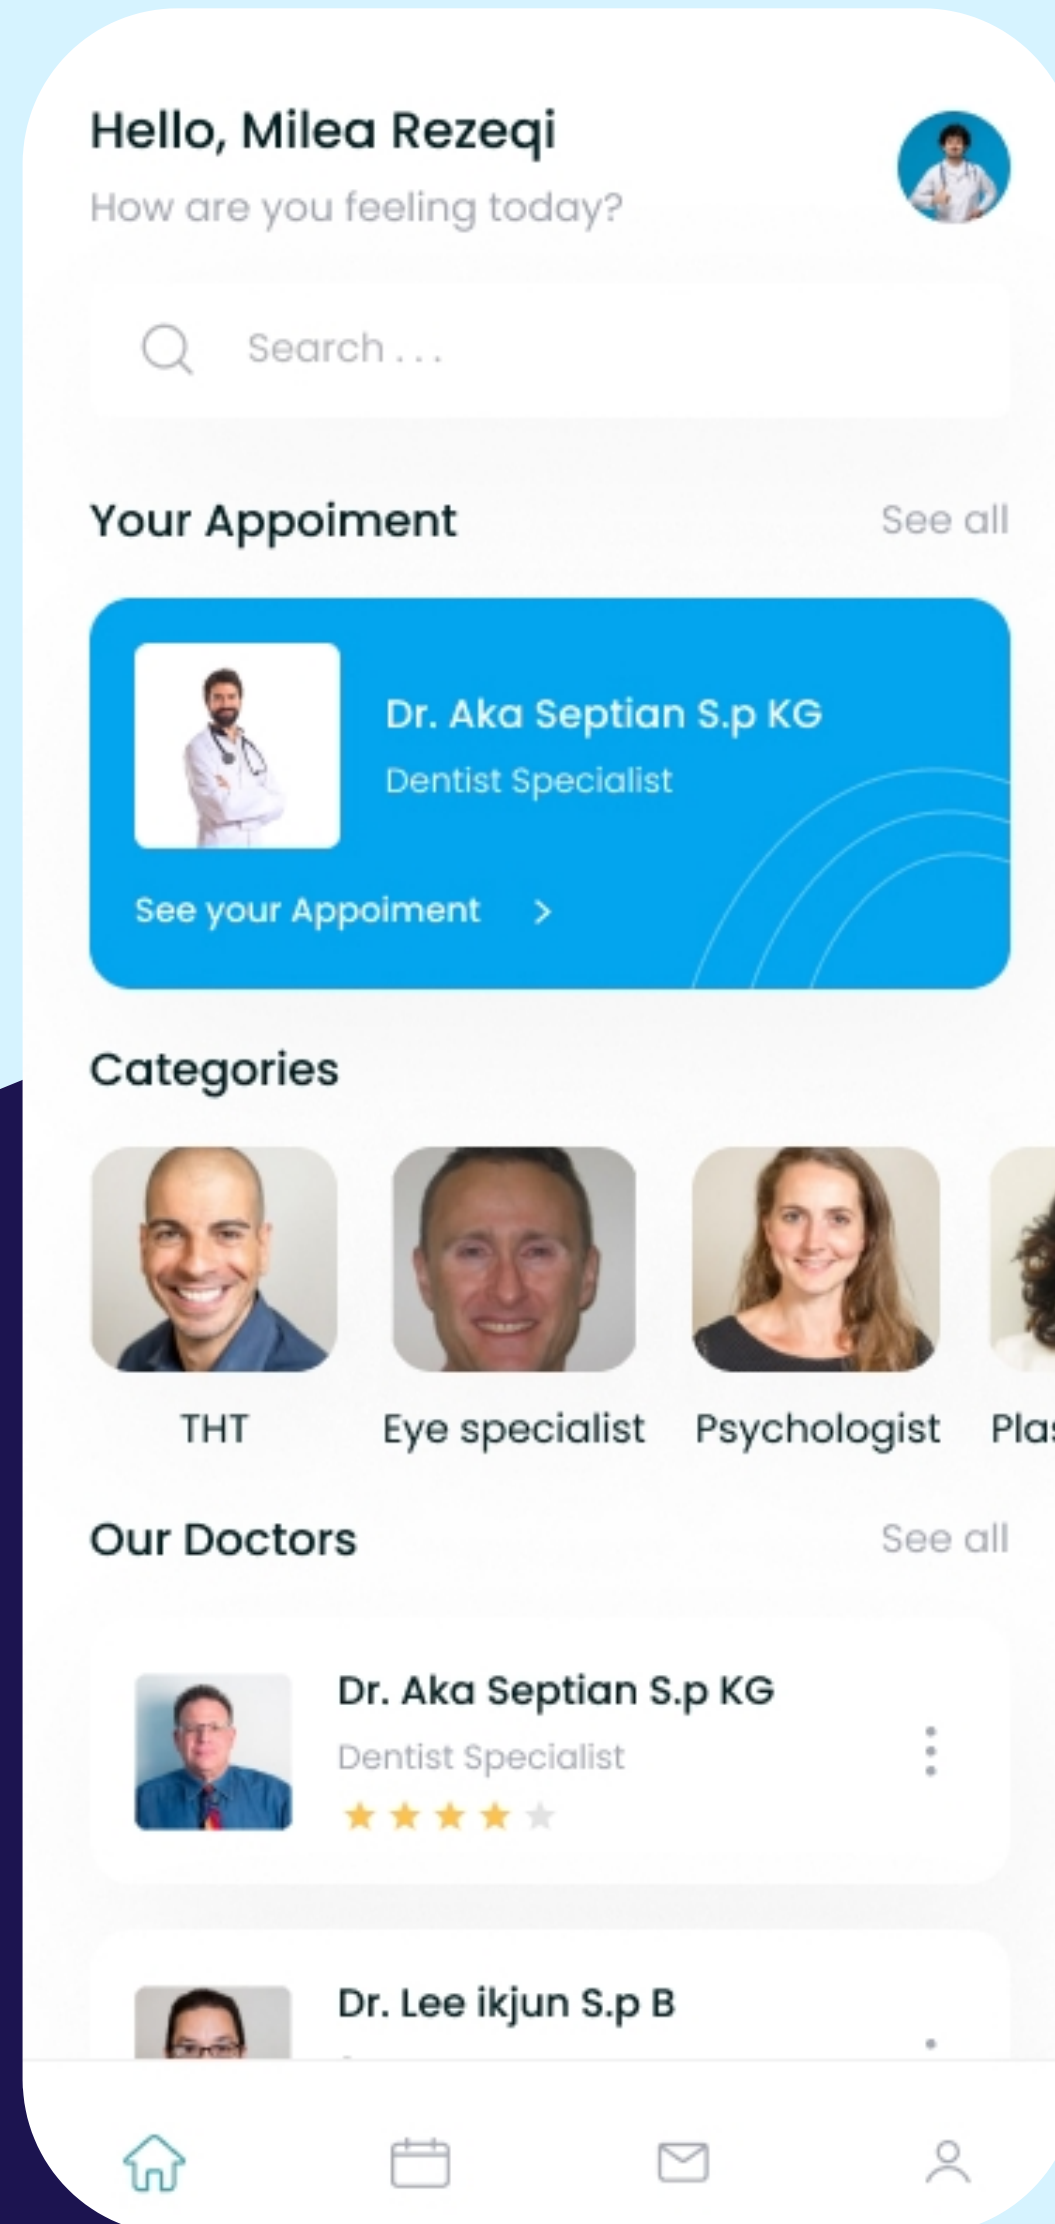 Hello, Milea Rezeqi
How are you feeling today?
Search . . .
Your Appoiment
See all
Dr. Aka Septian S.p KG
Dentist Specialist
See your Appoiment
Categories
THT
Eye specialist
Psychologist
Plas
Our Doctors
See all
Dr. Aka Septian S.p KG
Dentist Specialist
Dr. Lee ikjun S.p B